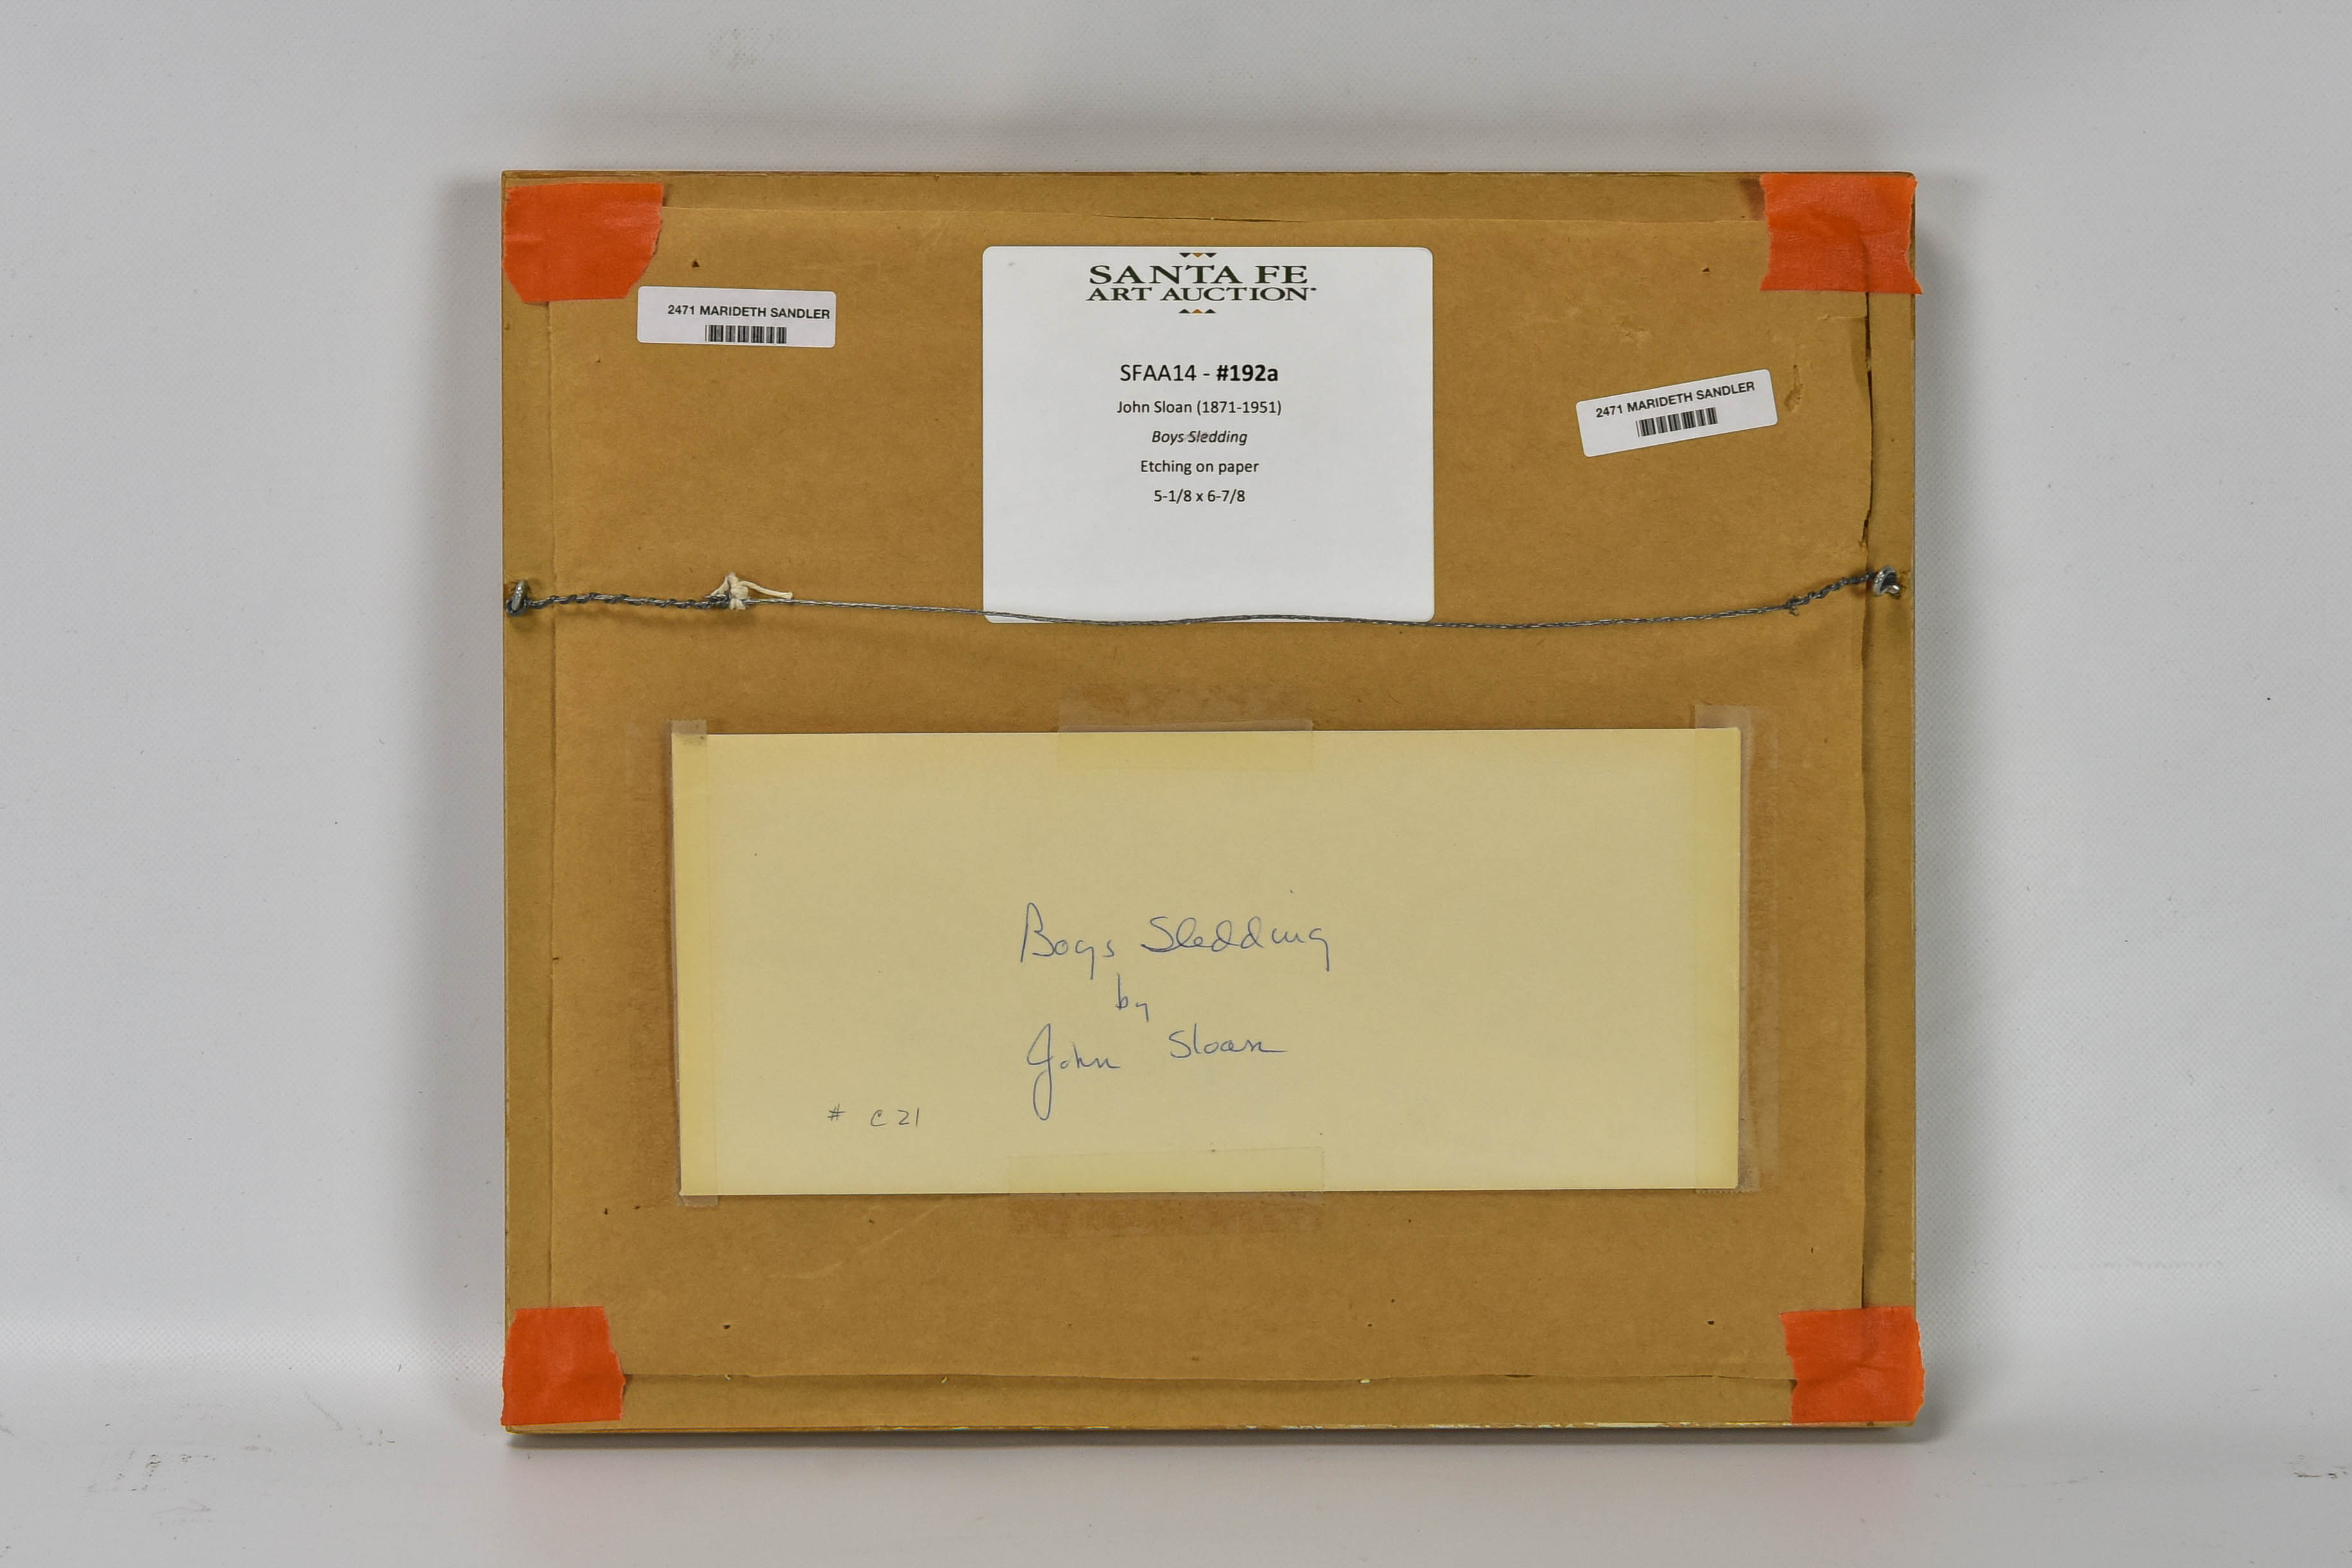 SANTA FE
ART AUCTION
2471 MARIDETH SANDLER
SFAA14 - #192a
John Sloan (1871-1951)
Boys Sledding
Etching on paper
5-1/8 x 6-7/8
2471 MARIDETH SANDLER
Boys Sledding
by
John Sloan
# C21